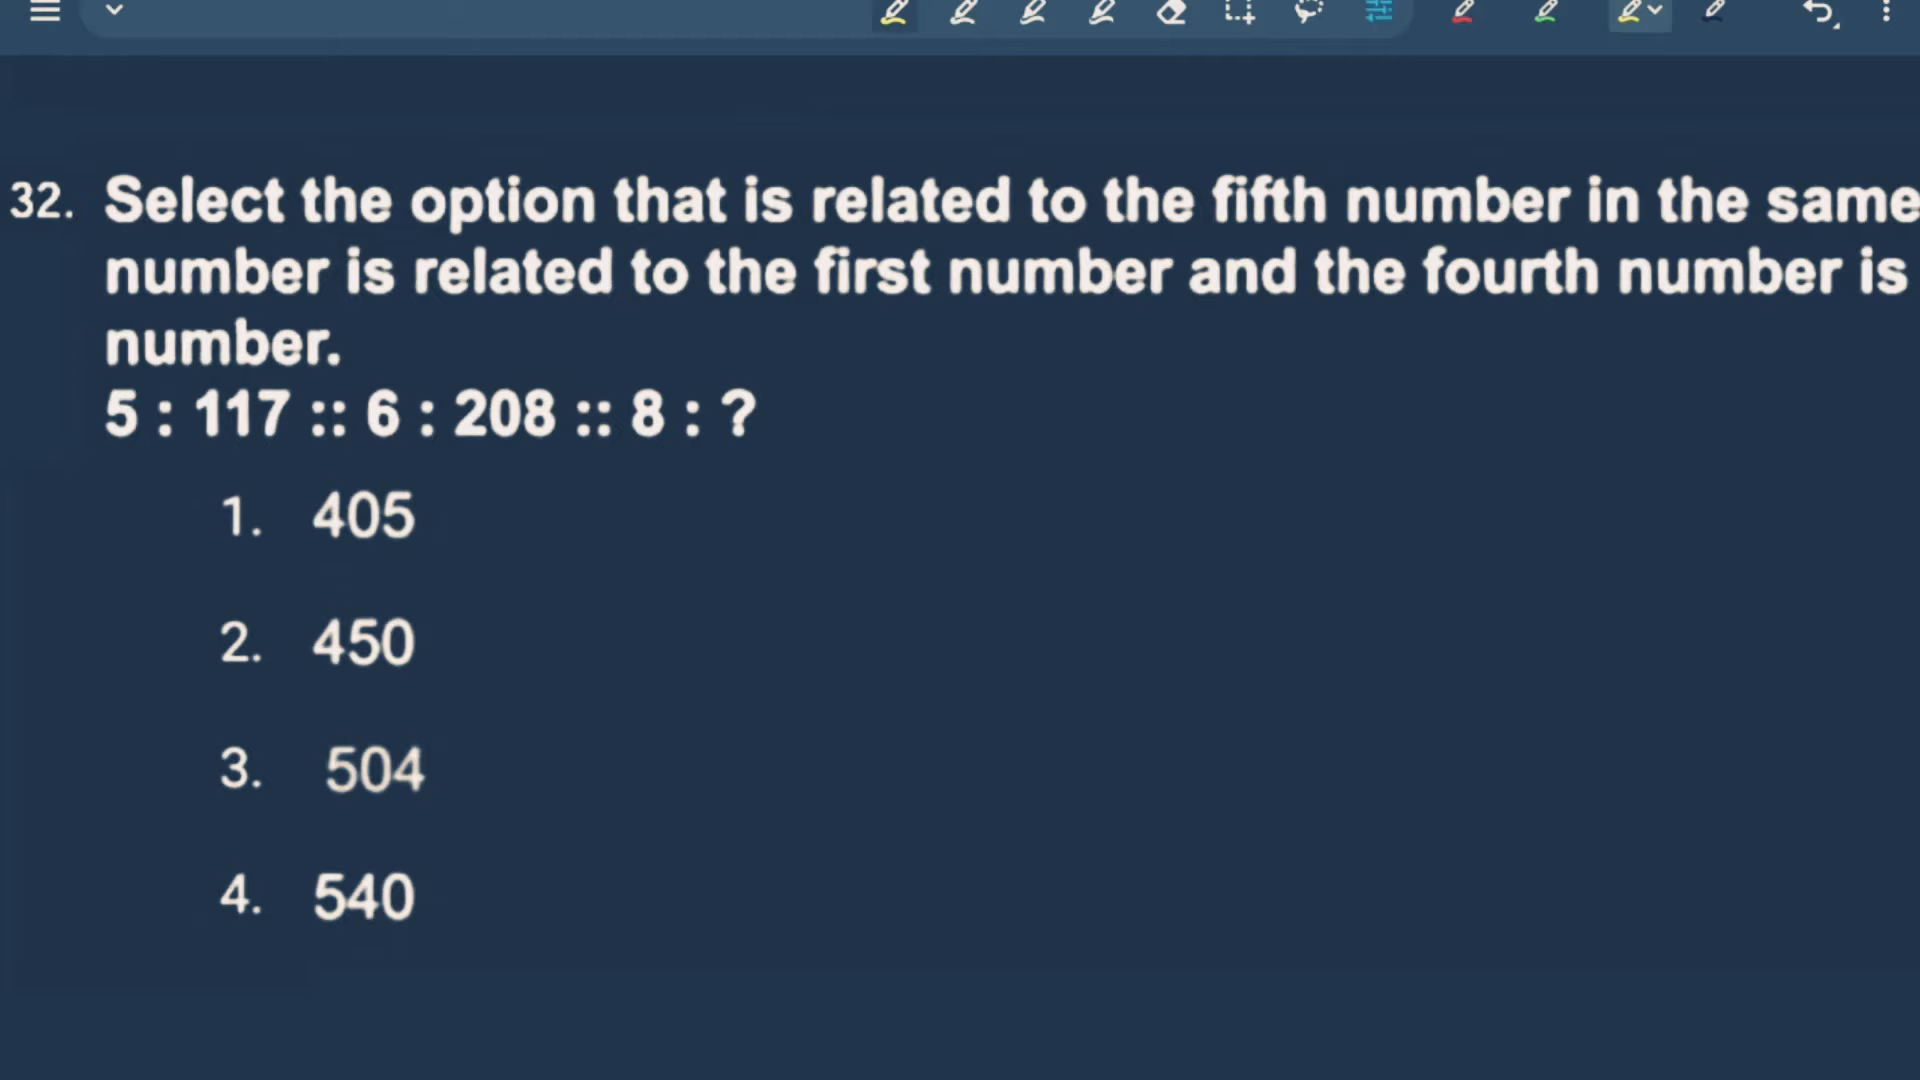 32. Select the option that is related to the fifth number in the same
number is related to the first number and the fourth number is
number.
5 : 117 :: 6 : 208 :: 8 : ?
1. 405
2. 450
3. 504
4. 540